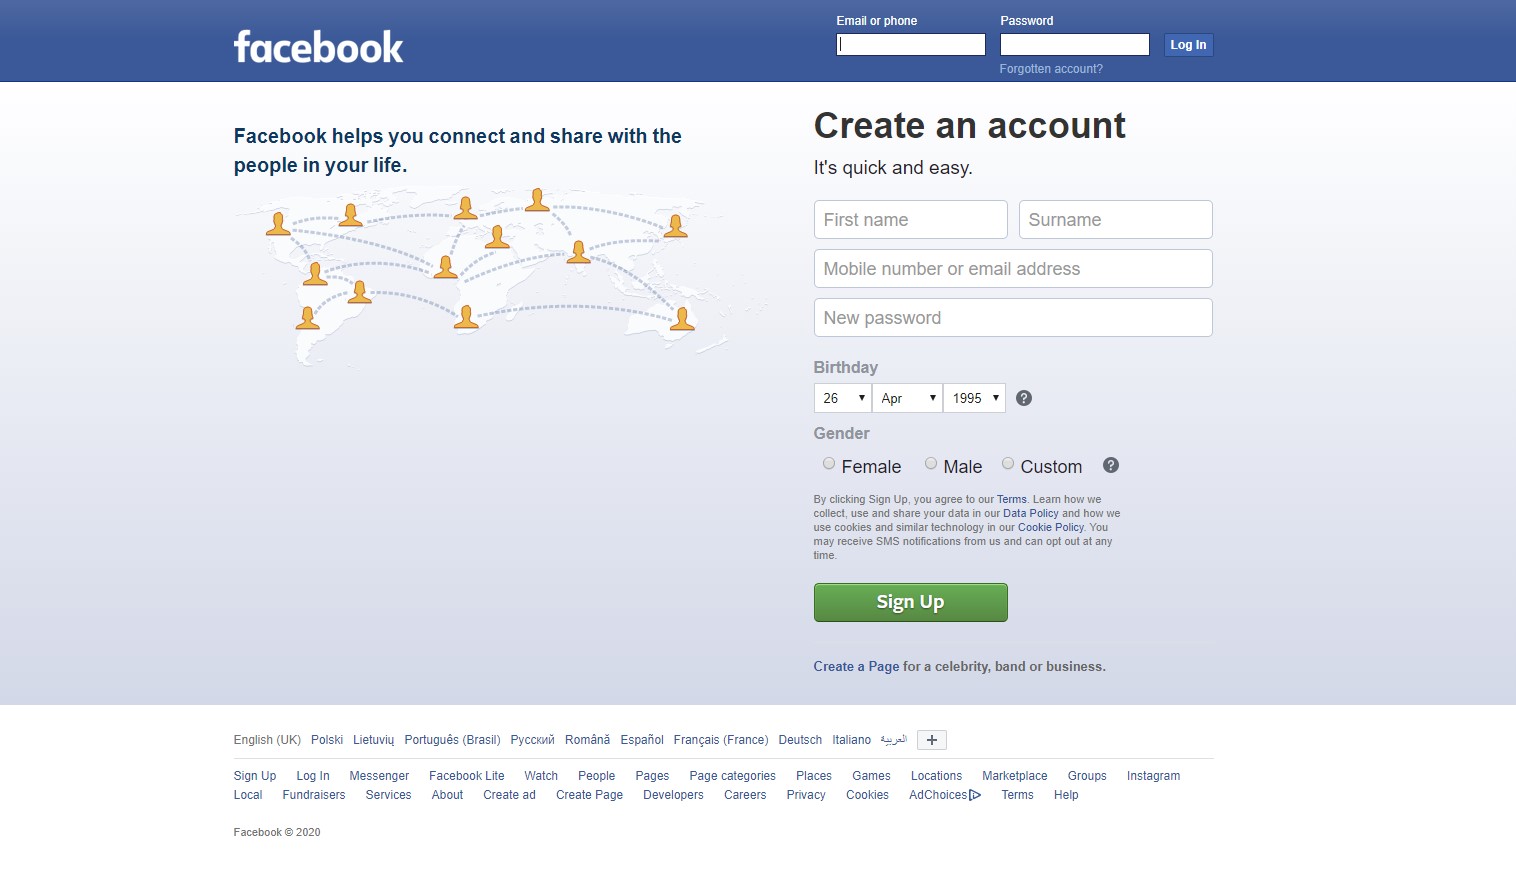 facebook
Email or phone
Password
Log In
Forgotten account?
Facebook helps you connect and share with the
people in your life.
Create an account
It's quick and easy.
First name
Surname
Mobile number or email address
New password
Birthday
26 Apr 1995
Gender
Female Male Custom
By clicking Sign Up, you agree to our Terms. Learn how we
collect, use and share your data in our Data Policy and how we
use cookies and similar technology in our Cookie Policy. You
may receive SMS notifications from us and can opt out at any
time.
Sign Up
Create a Page for a celebrity, band or business.
English (UK) Polski Lietuvių Português (Brasil) Русский Română Español Français (France) Deutsch Italiano العربية +
Sign Up Log In Messenger Facebook Lite Watch People Pages Page categories Places Games Locations Marketplace Groups Instagram
Local Fundraisers Services About Create ad Create Page Developers Careers Privacy Cookies AdChoices Terms Help
Facebook © 2020